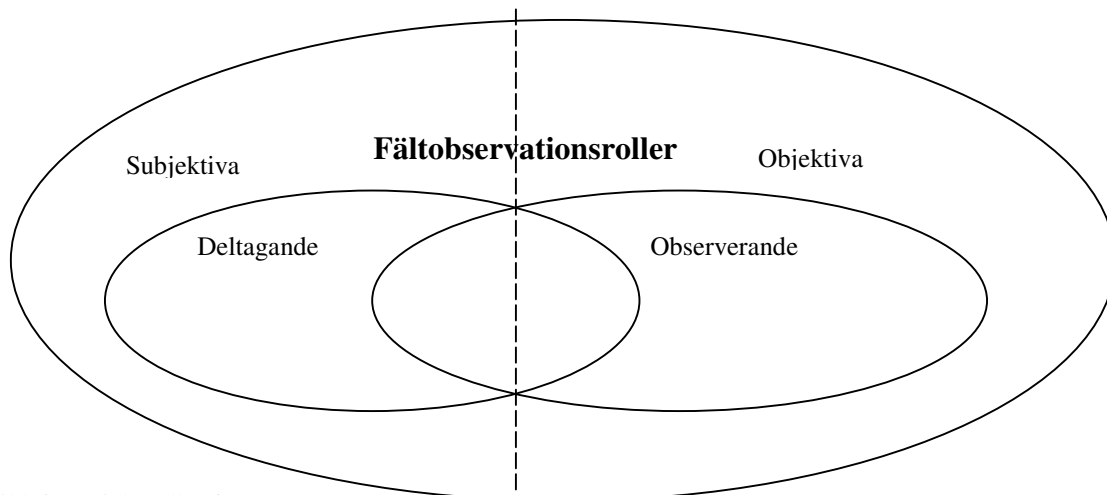 Fältobservationsroller
Subjektiva
Objektiva
Deltagande
Observerande